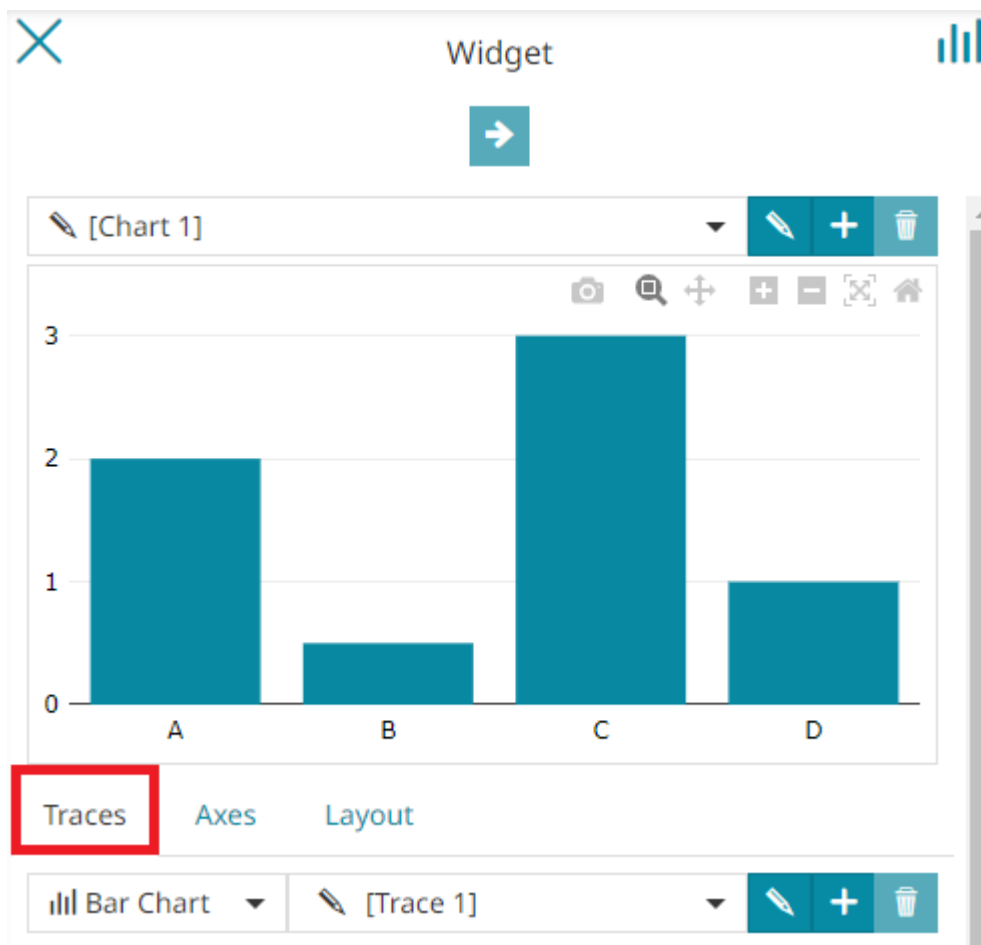 Widget
[Chart 1]
3
2
1
0
A B C D
Traces Axes Layout
Bar Chart [Trace 1]